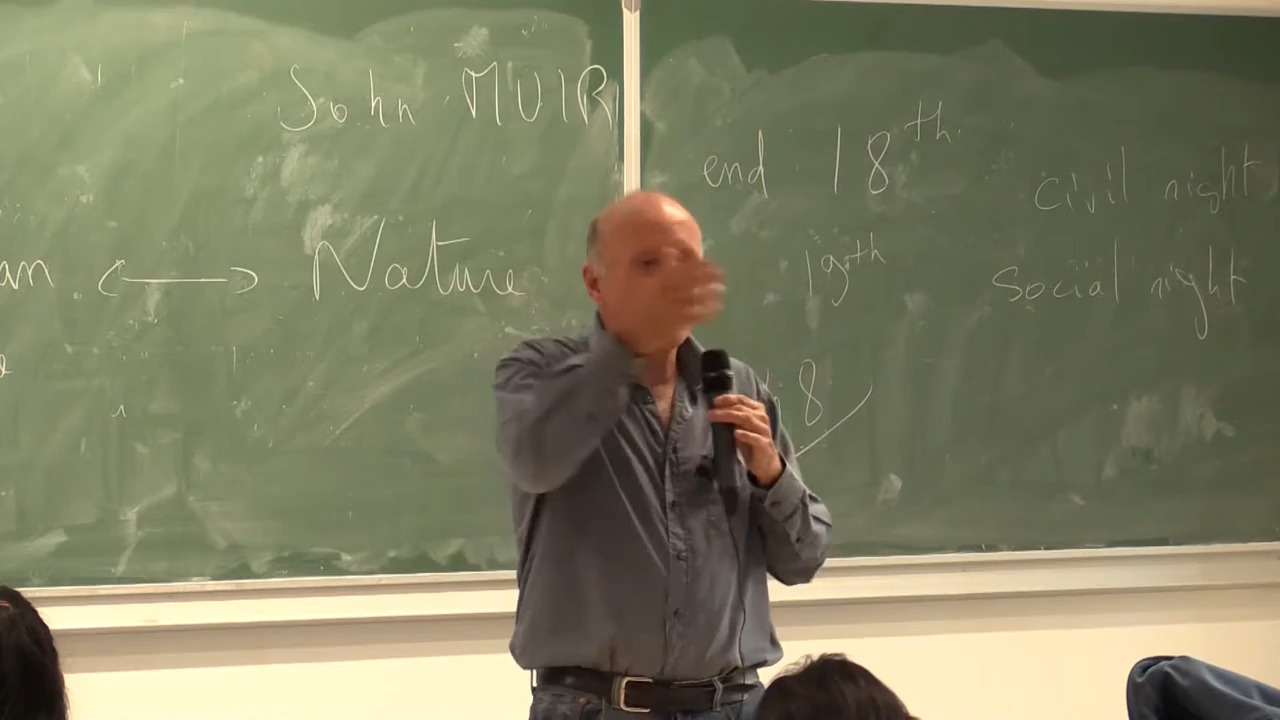 John MUIR
an. <—> Nature
end 18th
civil right
19th
Social right
8